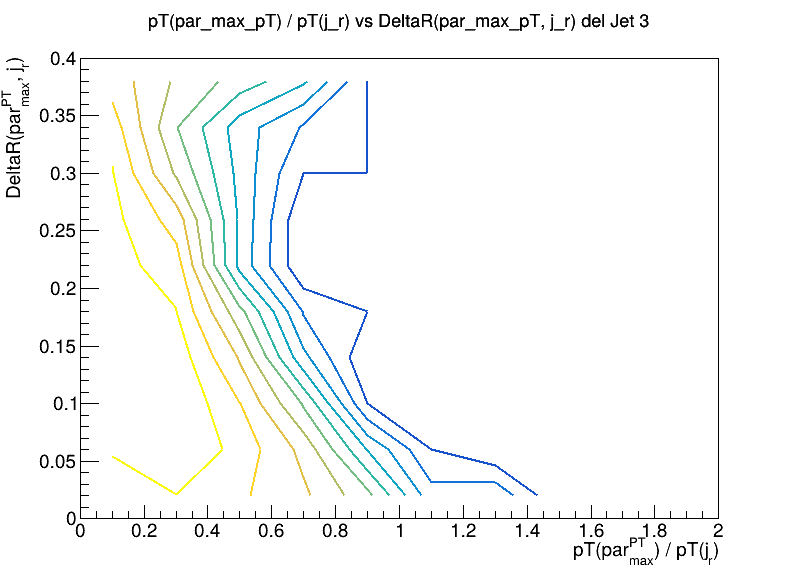 pT(par_max_pT) / pT(j_r) vs DeltaR(par_max_pT, j_r) del Jet 3
DeltaR(par^PT_max, j_r)
0.4
0.35
0.3
0.25
0.2
0.15
0.1
0.05
0
0 0.2 0.4 0.6 0.8 1 1.2 1.4 1.6 1.8 2
pT(par^PT_max) / pT(j_r)